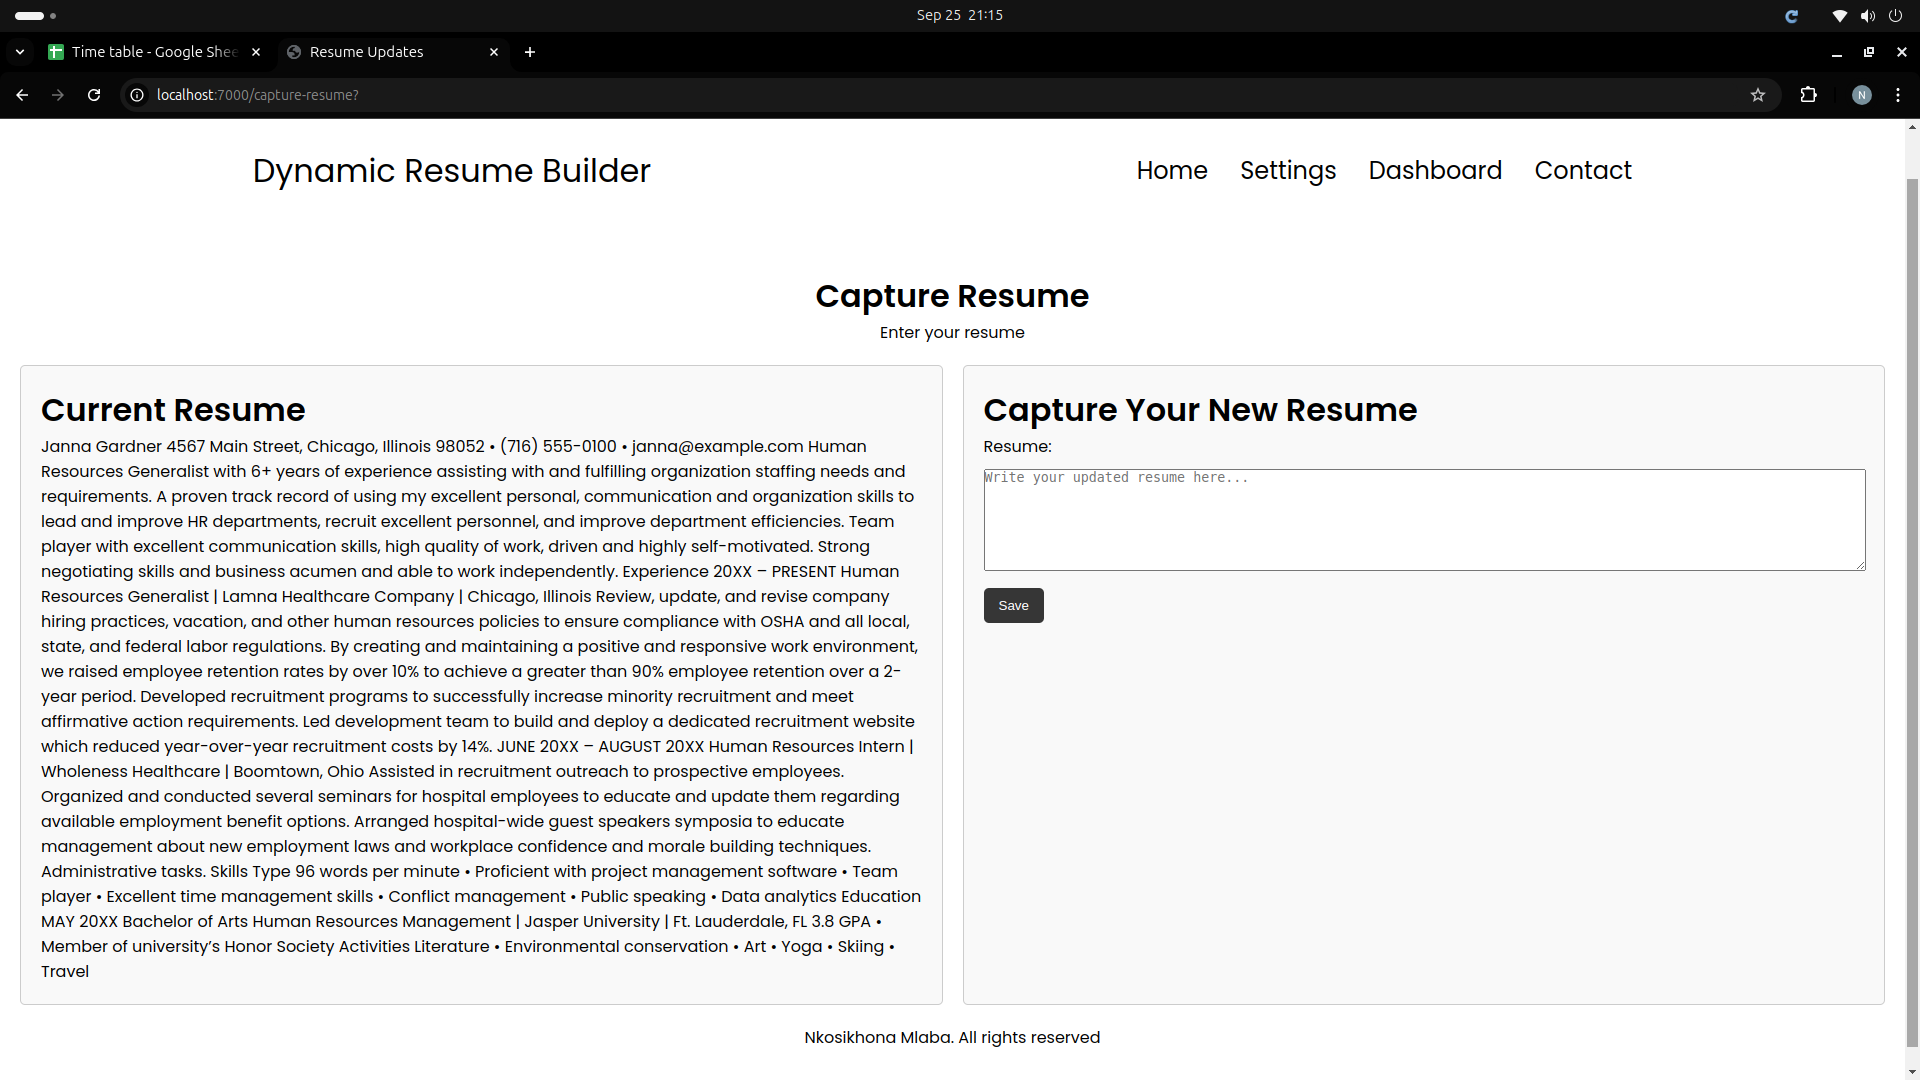 Sep 25 21:15
Time table - Google Shee
Resume Updates
localhost:7000/capture-resume?
N
Dynamic Resume Builder
Home Settings Dashboard Contact
Capture Resume
Enter your resume
Current Resume
Janna Gardner 4567 Main Street, Chicago, Illinois 98052 • (716) 555-0100 • janna@example.com Human
Resources Generalist with 6+ years of experience assisting with and fulfilling organization staffing needs and
requirements. A proven track record of using my excellent personal, communication and organization skills to
lead and improve HR departments, recruit excellent personnel, and improve department efficiencies. Team
player with excellent communication skills, high quality of work, driven and highly self-motivated. Strong
negotiating skills and business acumen and able to work independently. Experience 20XX – PRESENT Human
Resources Generalist | Lamna Healthcare Company | Chicago, Illinois Review, update, and revise company
hiring practices, vacation, and other human resources policies to ensure compliance with OSHA and all local,
state, and federal labor regulations. By creating and maintaining a positive and responsive work environment,
we raised employee retention rates by over 10% to achieve a greater than 90% employee retention over a 2-
year period. Developed recruitment programs to successfully increase minority recruitment and meet
affirmative action requirements. Led development team to build and deploy a dedicated recruitment website
which reduced year-over-year recruitment costs by 14%. JUNE 20XX – AUGUST 20XX Human Resources Intern |
Wholeness Healthcare | Boomtown, Ohio Assisted in recruitment outreach to prospective employees.
Organized and conducted several seminars for hospital employees to educate and update them regarding
available employment benefit options. Arranged hospital-wide guest speakers symposia to educate
management about new employment laws and workplace confidence and morale building techniques.
Administrative tasks. Skills Type 96 words per minute • Proficient with project management software • Team
player • Excellent time management skills • Conflict management • Public speaking • Data analytics Education
MAY 20XX Bachelor of Arts Human Resources Management | Jasper University | Ft. Lauderdale, FL 3.8 GPA •
Member of university’s Honor Society Activities Literature • Environmental conservation • Art • Yoga • Skiing •
Travel
Capture Your New Resume
Resume:
Write your updated resume here...
Save
Nkosikhona Mlaba. All rights reserved